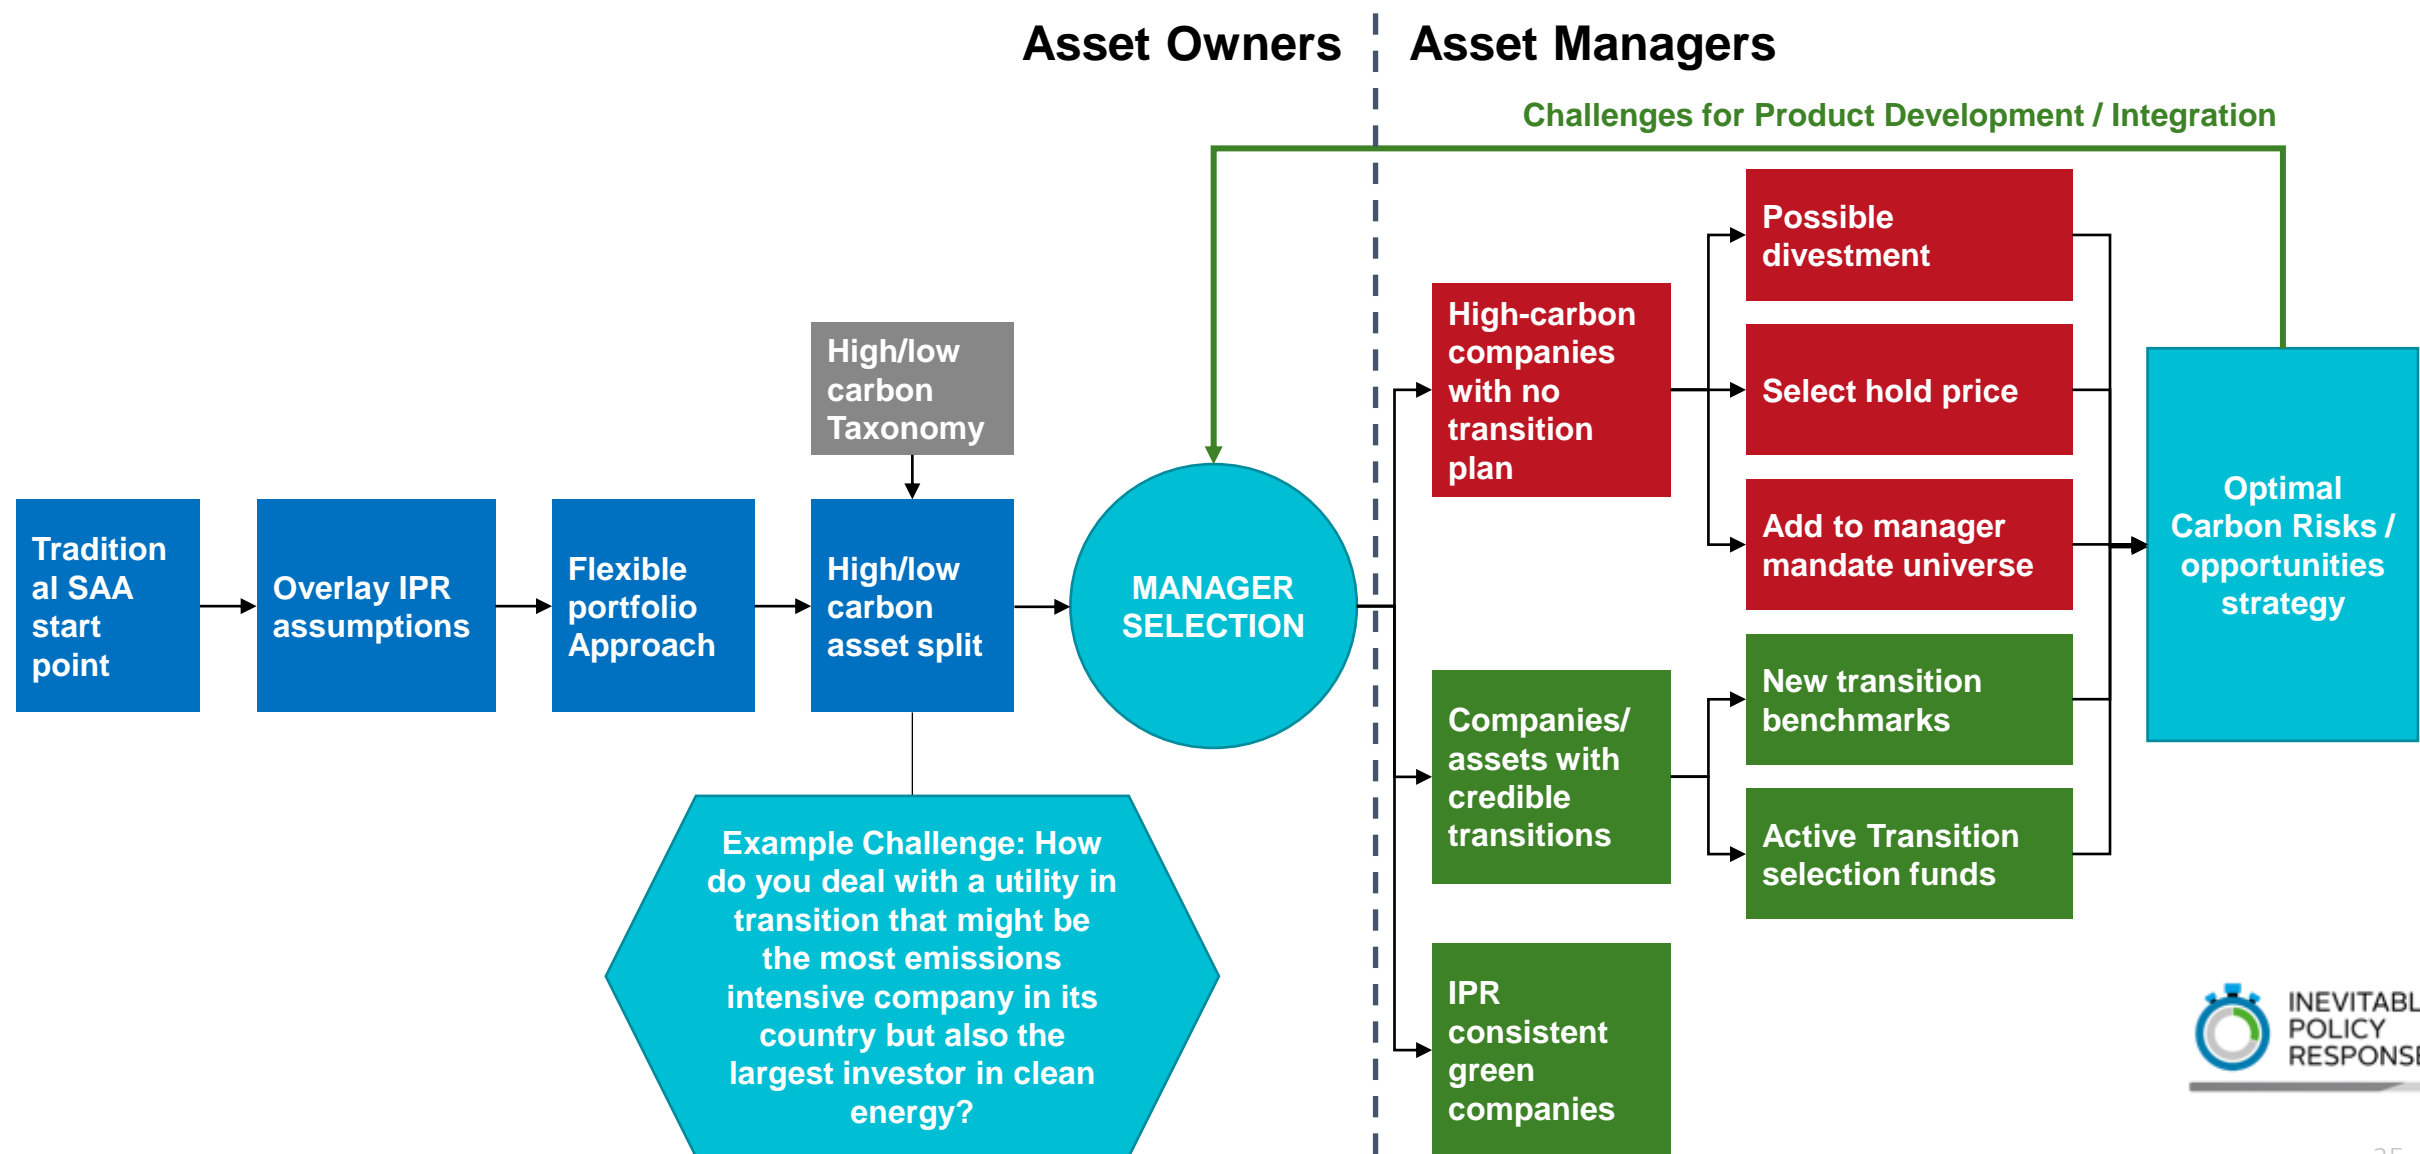 Asset Owners
Asset Managers
Challenges for Product Development / Integration
Tradition
al SAA
start
point
Overlay IPR
assumptions
Flexible
portfolio
Approach
High/low
carbon
Taxonomy
High/low
carbon
asset split
Example Challenge: How
do you deal with a utility in
transition that might be
the most emissions
intensive company in its
country but also the
largest investor in clean
energy?
MANAGER
SELECTION
High-carbon
companies
with no
transition
plan
Companies/
assets with
credible
transitions
IPR
consistent
green
companies
Possible
divestment
Select hold price
Add to manager
mandate universe
New transition
benchmarks
Active Transition
selection funds
Optimal
Carbon Risks /
opportunities
strategy
INEVITABL
POLICY
RESPONSE